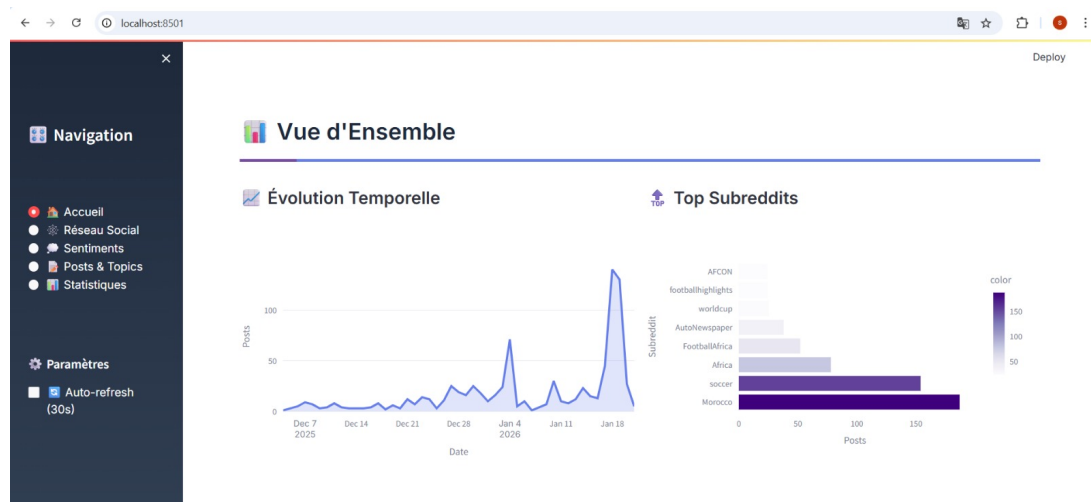 localhost:8501
Deploy
Navigation
Accueil
Réseau Social
Sentiments
Posts & Topics
Statistiques
Paramètres
Auto-refresh
(30s)
Vue d'Ensemble
Évolution Temporelle
Posts
100
50
0
Dec 7
2025
Dec 14
Dec 21
Dec 28
Jan 4
2026
Jan 11
Jan 18
Date
TOP
Top Subreddits
Subreddit
AFCON
footballhighlights
worldcup
AutoNewspaper
FootballAfrica
Africa
soccer
Morocco
0
50
100
150
Posts
color
150
100
50